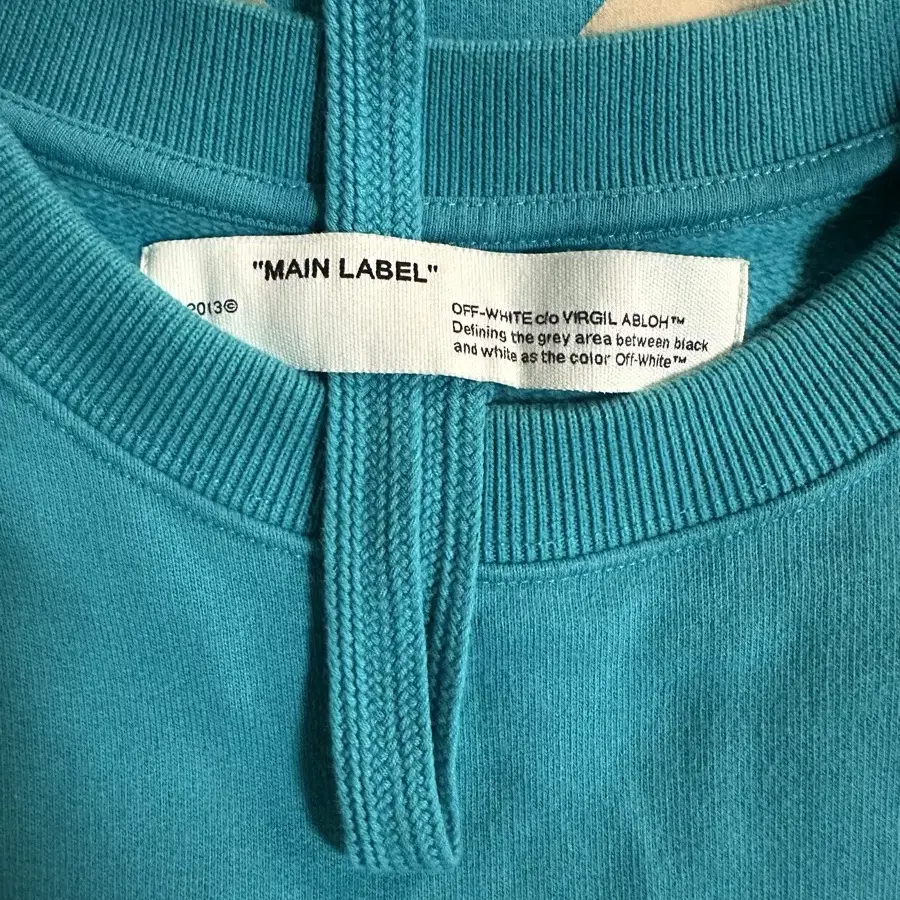 "MAIN LABEL"
2013©
OFF-WHITE c/o VIRGIL ABLOH™
Defining the grey area between black
and white as the color Off-White™